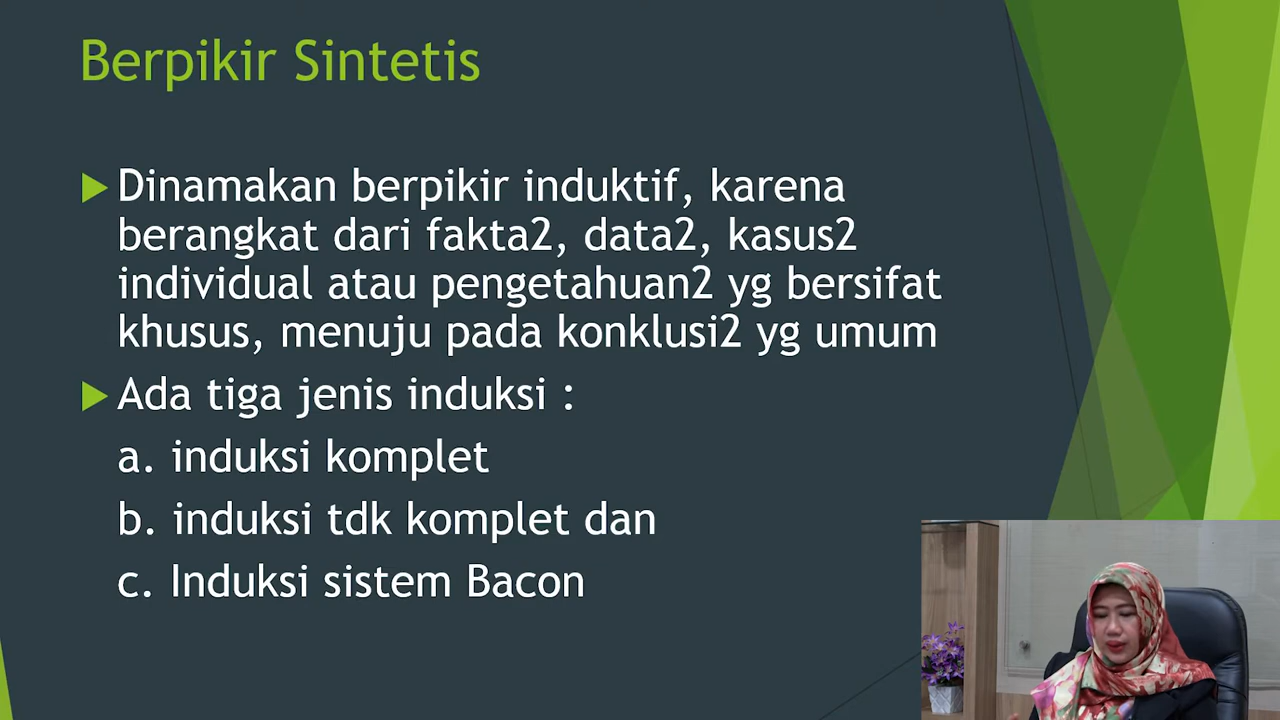 Berpikir Sintetis
Dinamakan berpikir induktif, karena
berangkat dari fakta2, data2, kasus2
individual atau pengetahuan2 yg bersifat
khusus, menuju pada konklusi2 yg umum
Ada tiga jenis induksi :
a. induksi komplet
b. induksi tdk komplet dan
c. Induksi sistem Bacon